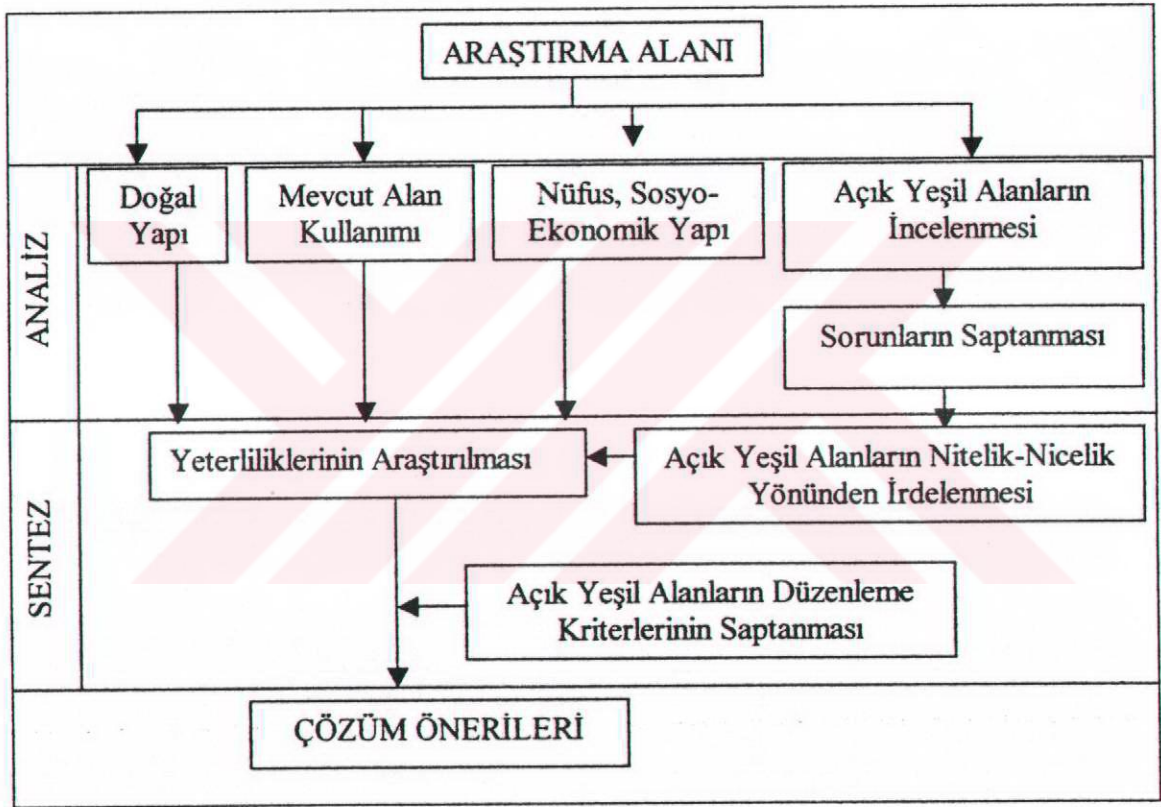 ARAŞTIRMA ALANI
ANALİZ
Doğal
Yapı
Mevcut Alan
Kullanımı
Nüfus, Sosyo-
Ekonomik Yapı
Açık Yeşil Alanların
İncelenmesi
Sorunların Saptanması
SENTEZ
Yeterliliklerinin Araştırılması
Açık Yeşil Alanların Nitelik-Nicelik
Yönünden İrdelenmesi
Açık Yeşil Alanların Düzenleme
Kriterlerinin Saptanması
ÇÖZÜM ÖNERİLERİ